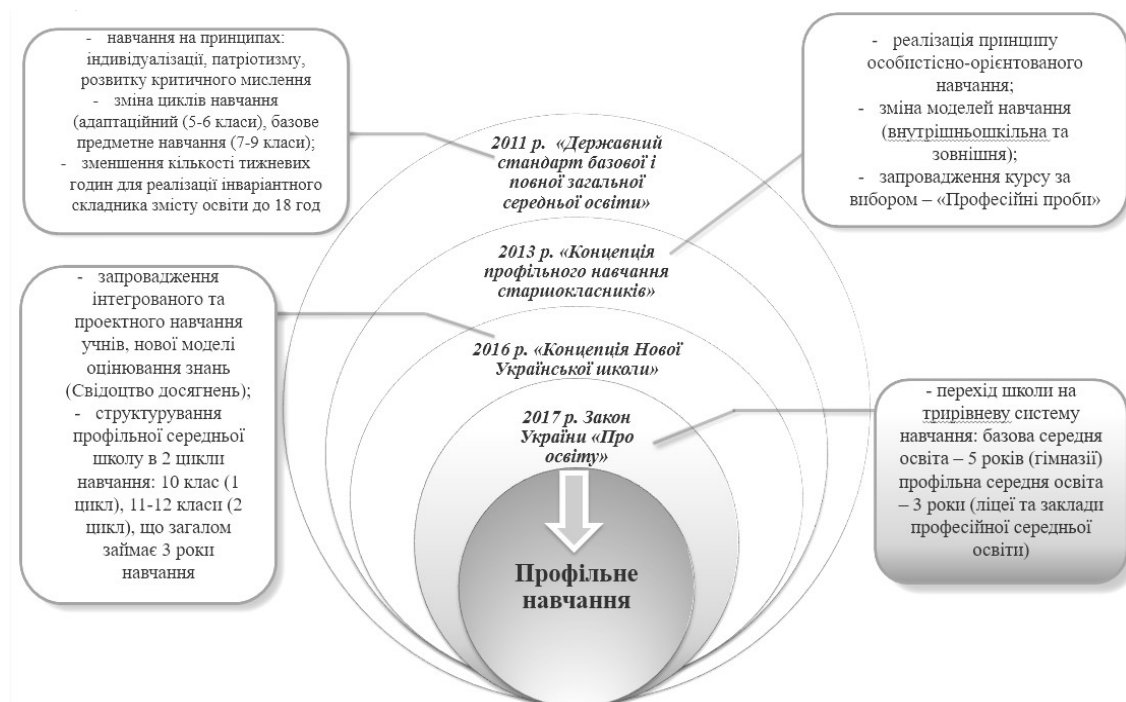 - навчання на принципах:
індивідуалізації, патріотизму,
розвитку критичного мислення
- зміна циклів навчання
(адаптаційний (5-6 класи), базове
предметне навчання (7-9 класи);
- зменшення кількості тижневих
годин для реалізації інваріантного
складника змісту освіти до 18 год
- реалізація принципу
особистісно-орієнтованого
навчання;
- зміна моделей навчання
(внутрішньошкільна та
зовнішня);
- запровадження курсу за
вибором – «Професійні проби»
2011 р. «Державний
стандарт базової і
повної загальної
середньої освіти»
2013 р. «Концепція
профільного навчання
старшокласників»
- запровадження
інтегрованого та
проектного навчання
учнів, нової моделі
оцінювання знань
(Свідоцтво досягнень);
- структурування
профільної середньої
школу в 2 цикли
навчання: 10 клас (1
цикл), 11-12 класи (2
цикл), що загалом
займає 3 роки
навчання
2016 р. «Концепція Нової
Української школи»
2017 р. Закон
України «Про
освіту»
- перехід школи на
трирівневу систему
навчання: базова середня
освіта – 5 років (гімназії)
профільна середня освіта
– 3 роки (ліцеї та заклади
професійної середньої
освіти)
Профільне
навчання